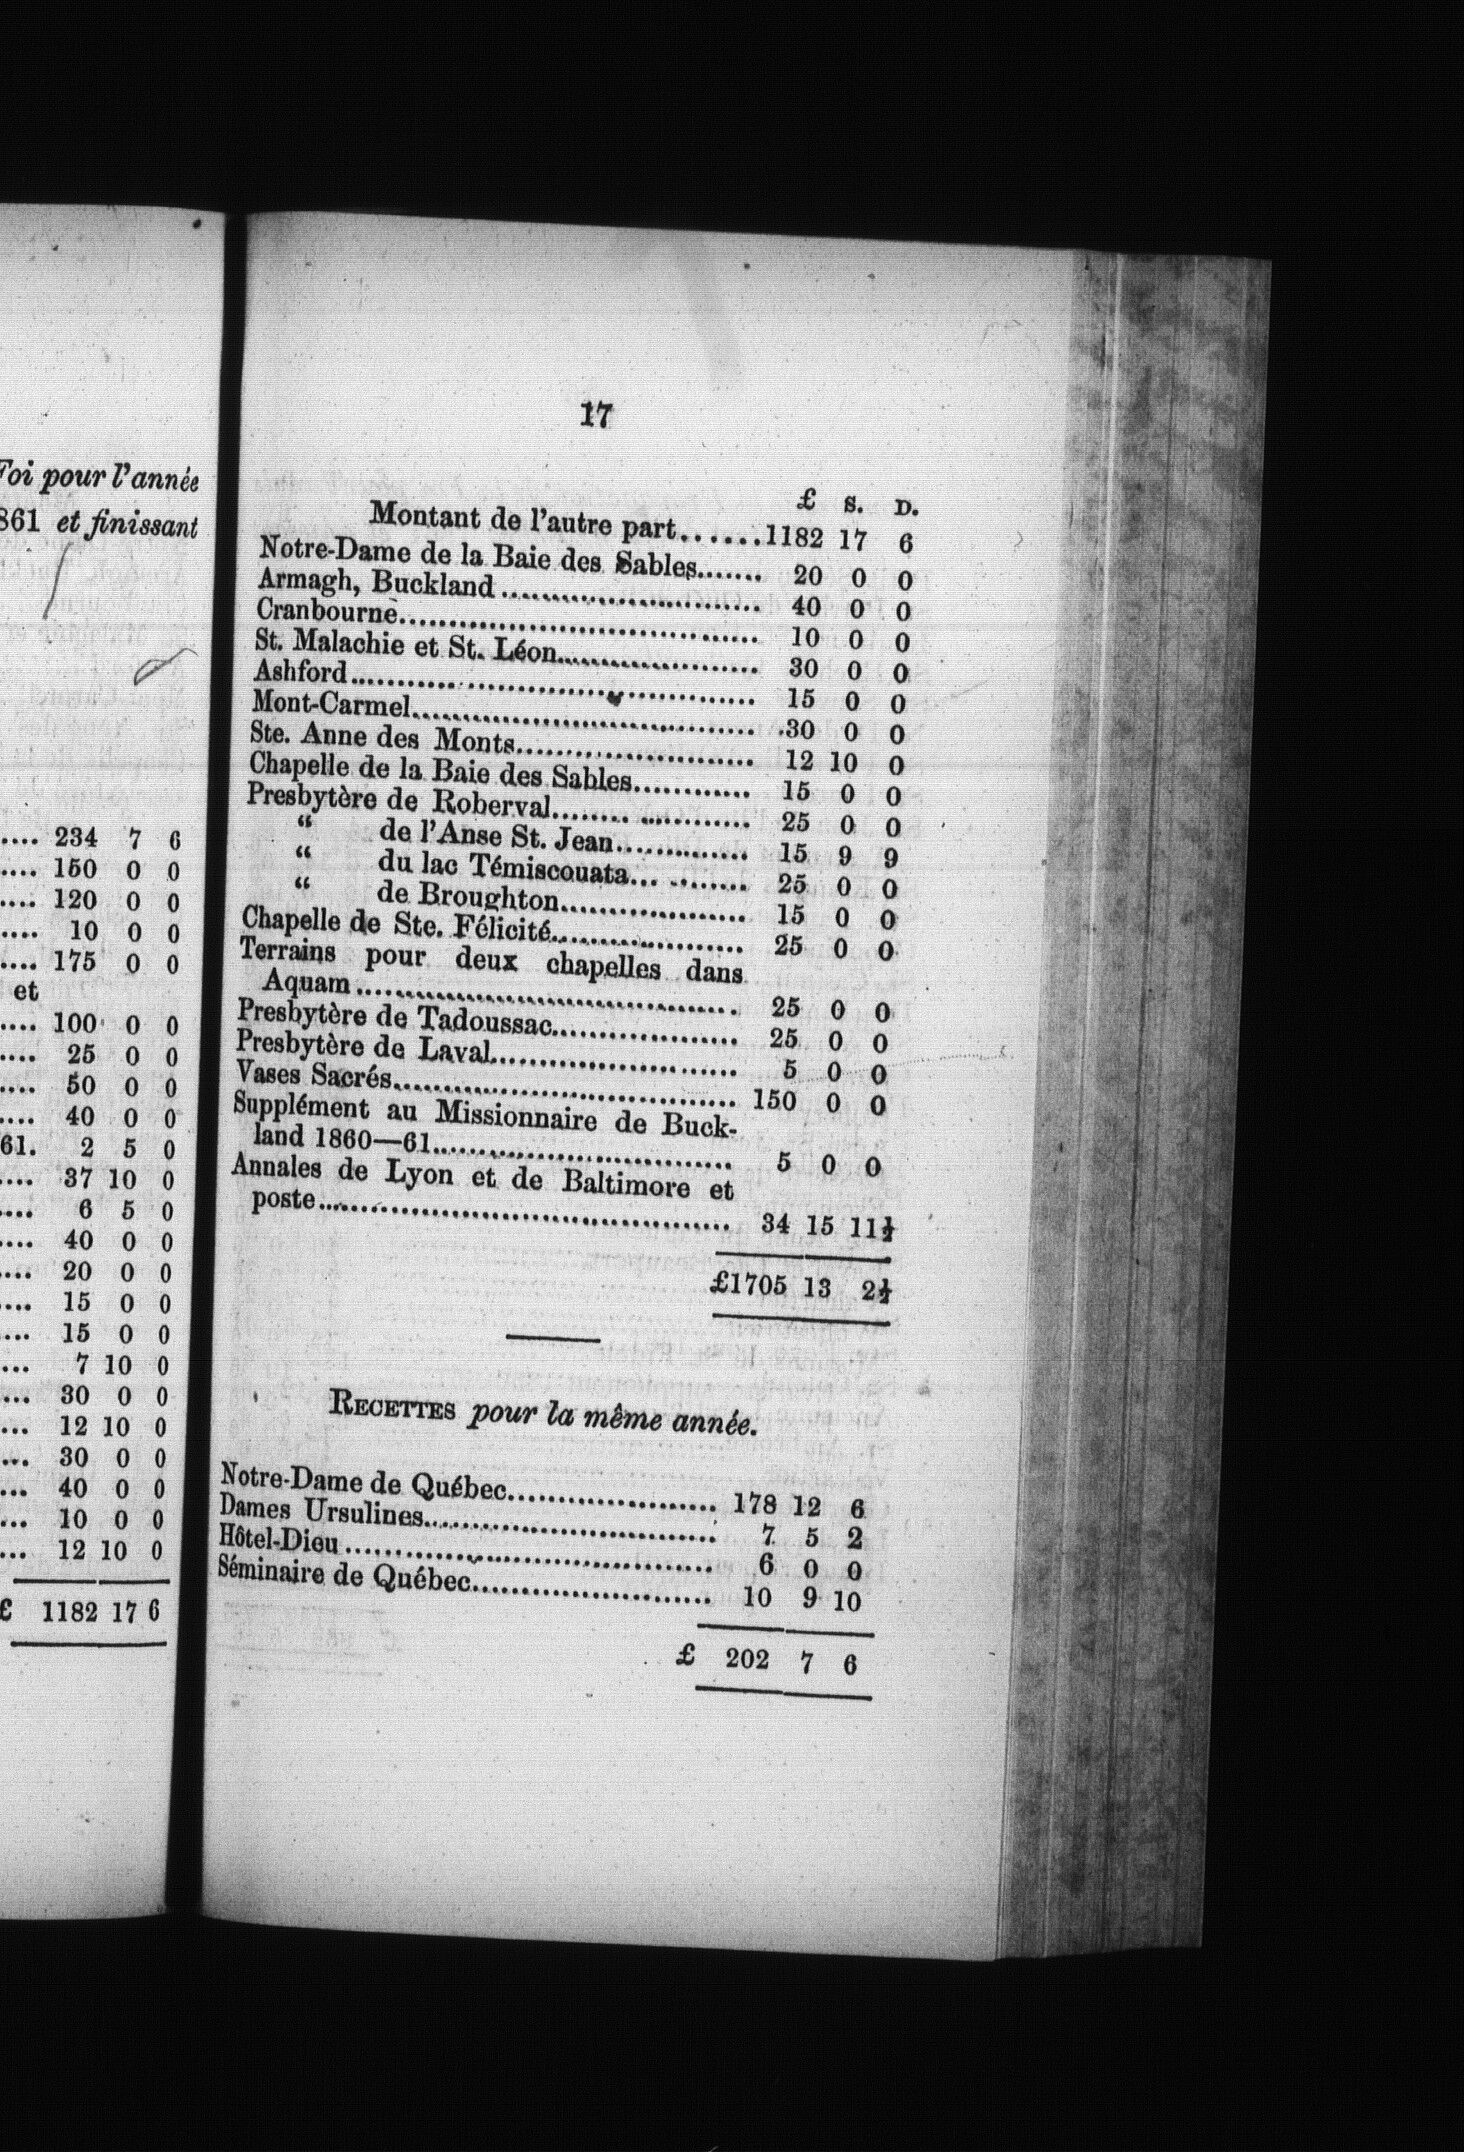 Foi pour l'année
861 et finissant
.... 234 7 6
.... 150 0 0
.... 120 0 0
.... 10 0 0
.... 175 0 0
et
.... 100 0 0
.... 25 0 0
.... 50 0 0
.... 40 0 0
61. 2 5 0
.... 37 10 0
.... 6 5 0
.... 40 0 0
.... 20 0 0
.... 15 0 0
.... 15 0 0
... 7 10 0
... 30 0 0
... 12 10 0
... 30 0 0
... 40 0 0
... 10 0 0
... 12 10 0
£ 1182 17 6
17
£ S. D.
Montant de l'autre part......1182 17 6
Notre-Dame de la Baie des Sables....... 20 0 0
Armagh, Buckland ........................... 40 0 0
Cranbourne.................................... 10 0 0
St. Malachie et St. Léon..................... 30 0 0
Ashford......................................... 15 0 0
Mont-Carmel................................... 30 0 0
Ste. Anne des Monts......................... 12 10 0
Chapelle de la Baie des Sables............ 15 0 0
Presbytère de Roberval..................... 25 0 0
“ de l'Anse St. Jean............. 15 9 9
“ du lac Témiscouata............ 25 0 0
“ de Broughton................... 15 0 0
Chapelle de Ste. Félicité.................... 25 0 0
Terrains pour deux chapelles dans
Aquam...................................... 25 0 0
Presbytère de Tadoussac................... 25 0 0
Presbytère de Laval.......................... 5 0 0
Vases Sacrés................................... 150 0 0
Supplément au Missionnaire de Buck-
land 1860—61.............................. 5 0 0
Annales de Lyon et de Baltimore et
poste.......................................... 34 15 11½
£1705 13 2½
RECETTES pour la même année.
Notre-Dame de Québec..................... 178 12 6
Dames Ursulines.............................. 7 5 2
Hôtel-Dieu..................................... 6 0 0
Séminaire de Québec......................... 10 9 10
£ 202 7 6